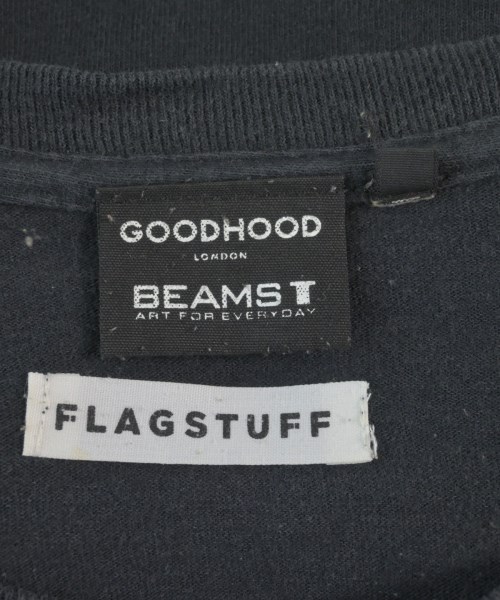 GOODHOOD
LONDON
BEAMS T
ART FOR EVERYDAY
FLAGSTUFF